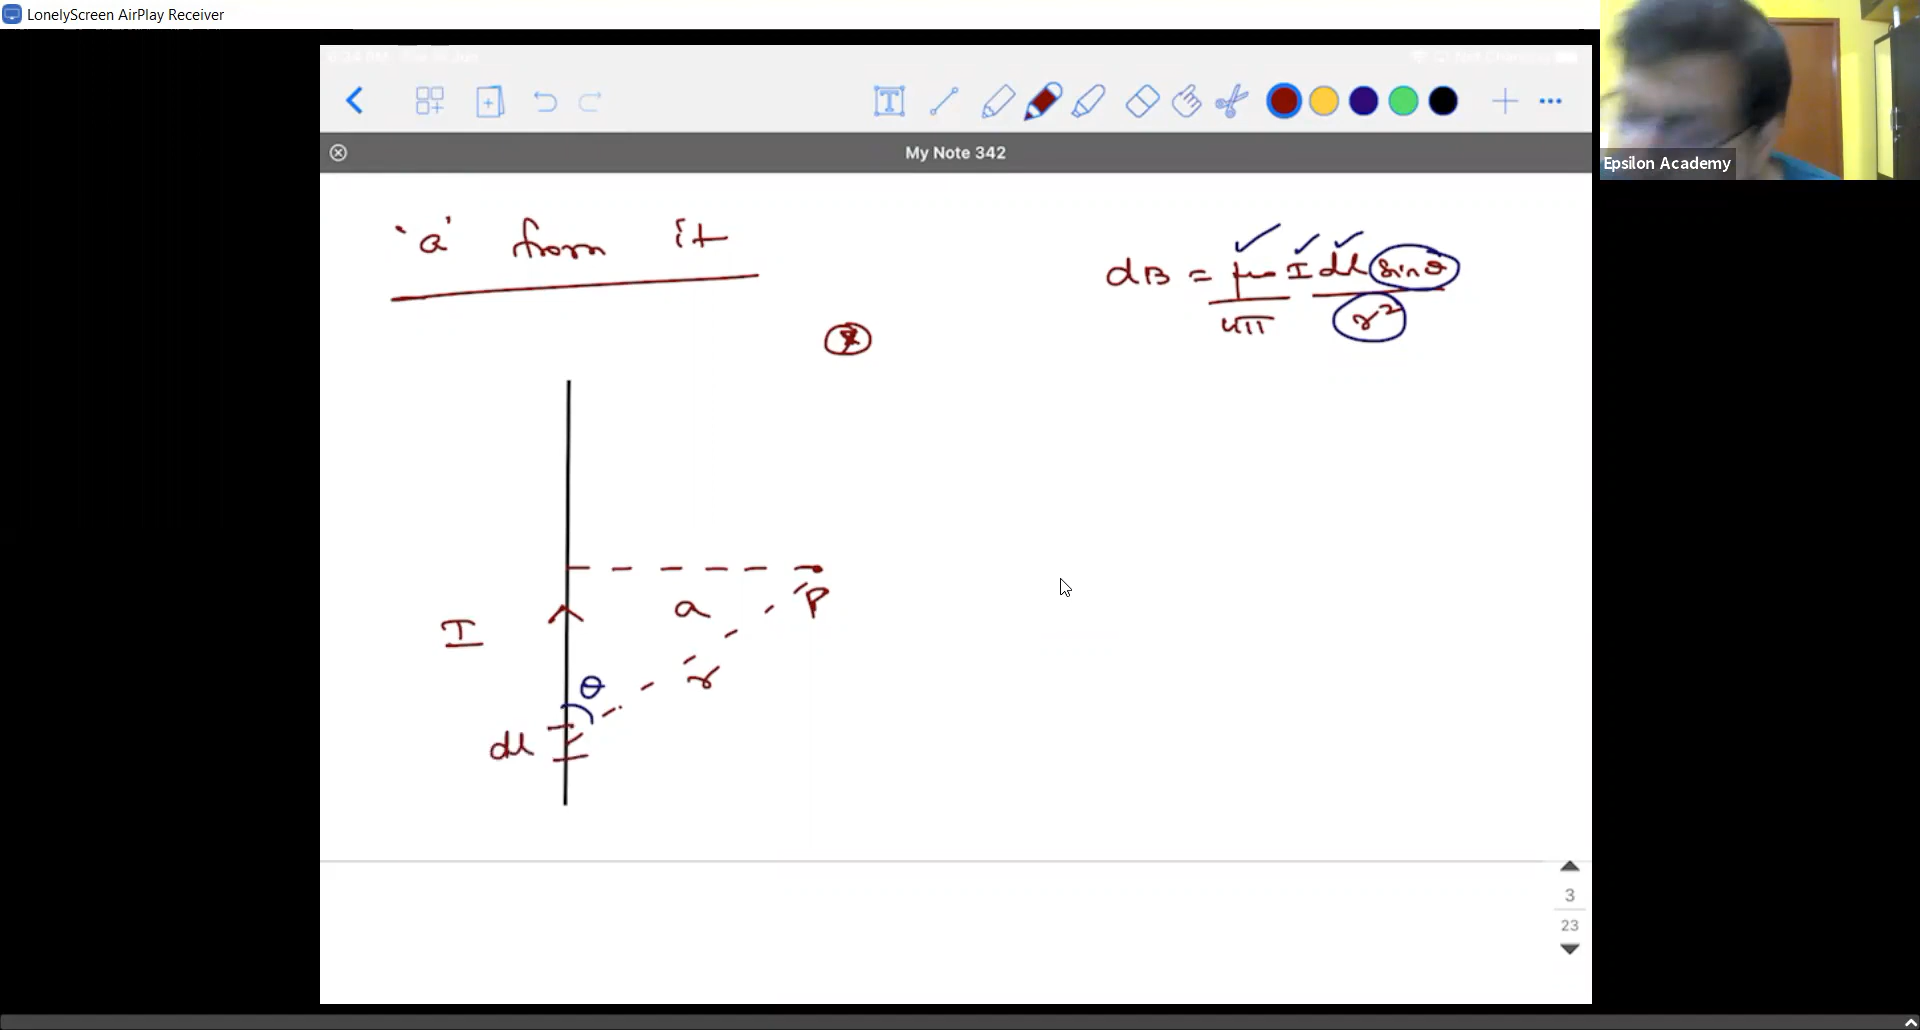 LonelyScreen AirPlay Receiver
T
My Note 342
Epsilon Academy
'a' from it
dB = μ₀ I dl sinθ
4π r²
a
P
I
θ
r
dl
3
23